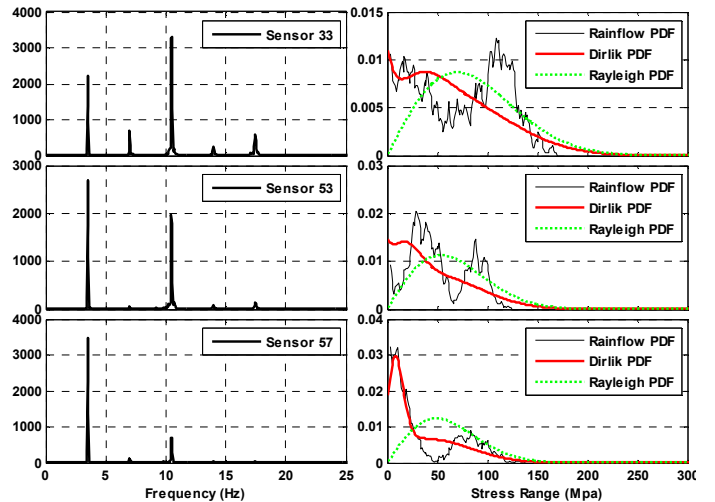 4000
3000
2000
1000
0
Sensor 33
0.015
0.01
0.005
0
Rainflow PDF
Dirlik PDF
Rayleigh PDF
3000
2000
1000
0
Sensor 53
0.03
0.02
0.01
0
Rainflow PDF
Dirlik PDF
Rayleigh PDF
4000
3000
2000
1000
0
Sensor 57
0 5 10 15 20 25
Frequency (Hz)
0.04
0.03
0.02
0.01
0
Rainflow PDF
Dirlik PDF
Rayleigh PDF
0 50 100 150 200 250 300
Stress Range (Mpa)